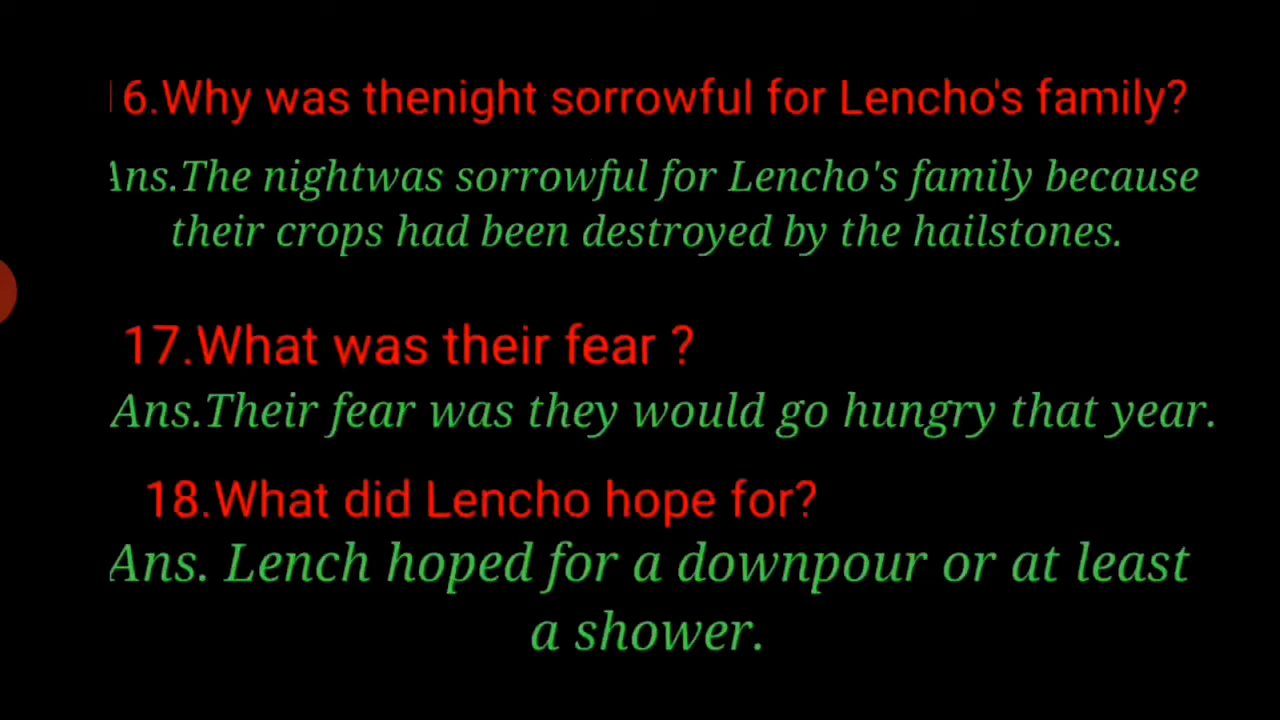 16.Why was thenight sorrowful for Lencho's family?
Ans.The nightwas sorrowful for Lencho's family because
their crops had been destroyed by the hailstones.
17.What was their fear ?
Ans.Their fear was they would go hungry that year.
18.What did Lencho hope for?
Ans. Lench hoped for a downpour or at least
a shower.